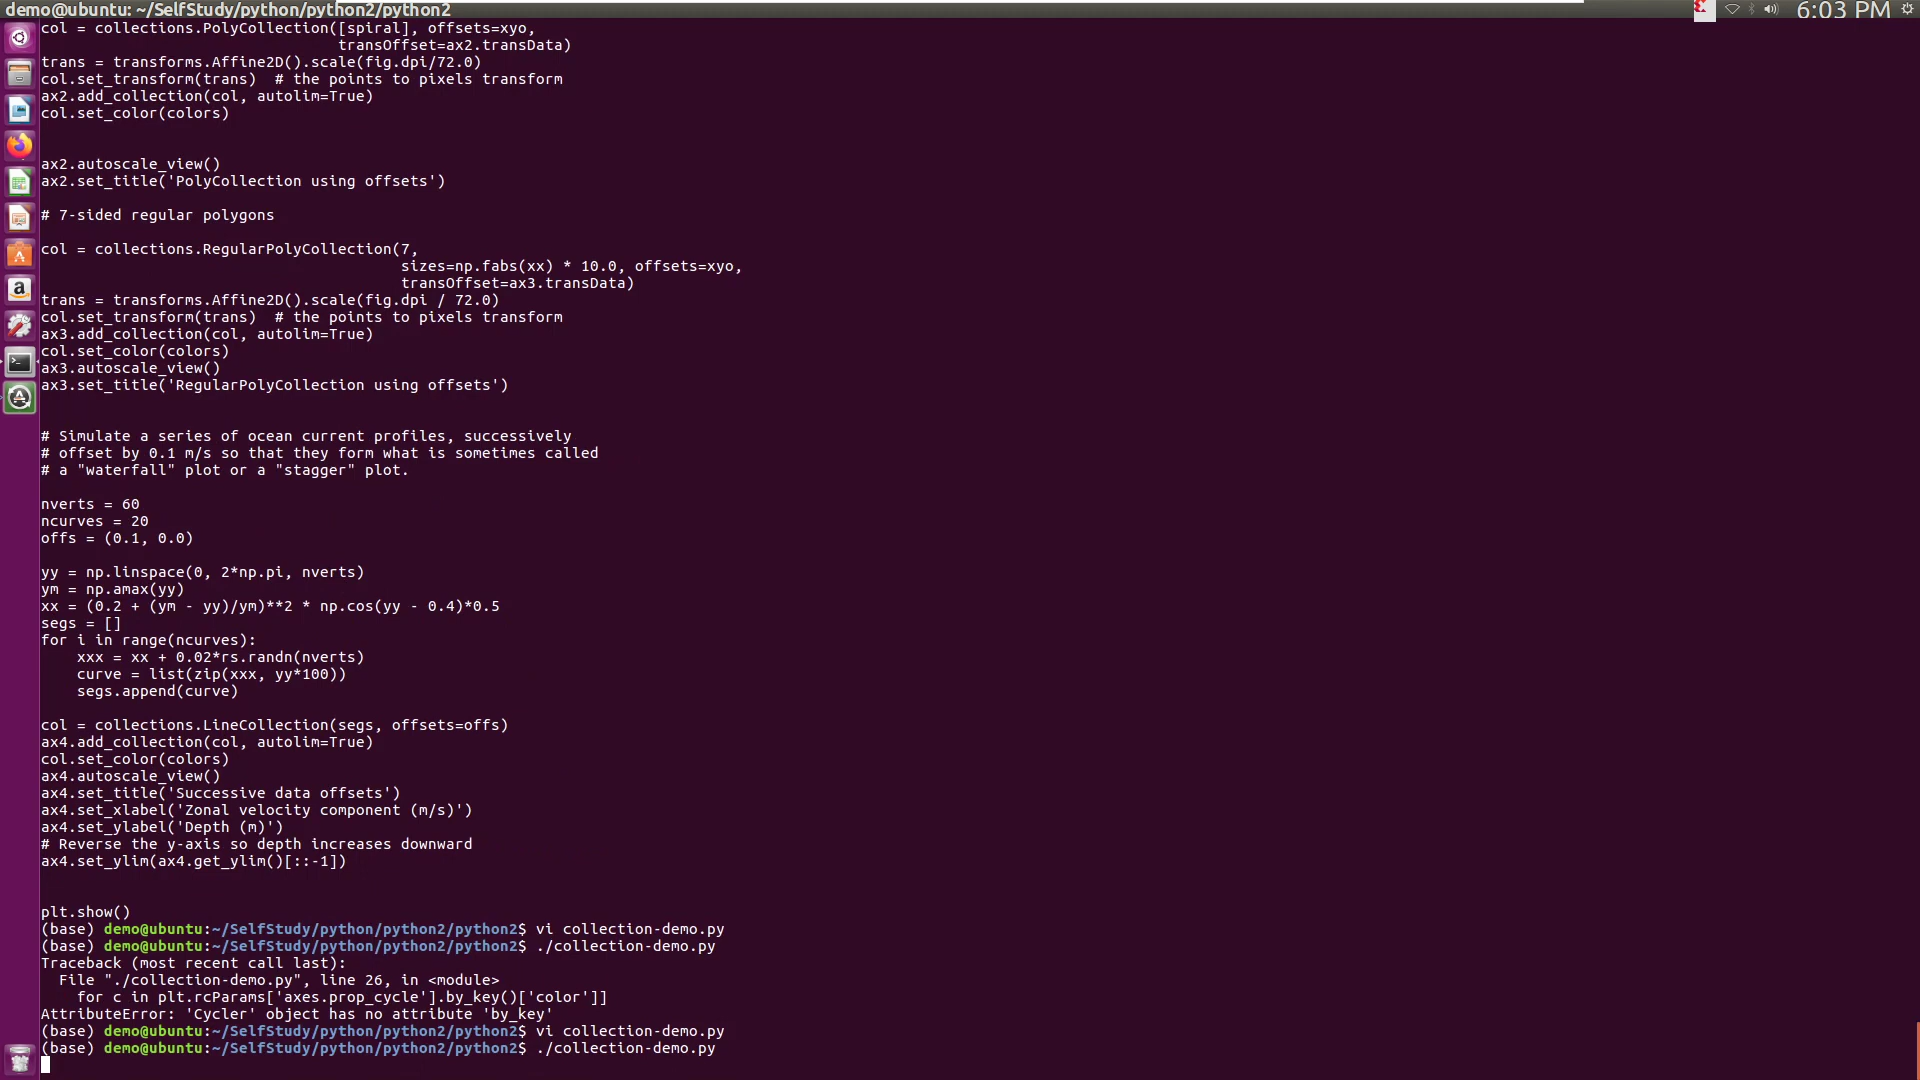 demo@ubuntu: ~/SelfStudy/python/python2/python2
6:03 PM
col = collections.PolyCollection([spiral], offsets=xyo,
                                 transOffset=ax2.transData)
trans = transforms.Affine2D().scale(fig.dpi/72.0)
col.set_transform(trans)  # the points to pixels transform
ax2.add_collection(col, autolim=True)
col.set_color(colors)
ax2.autoscale_view()
ax2.set_title('PolyCollection using offsets')
# 7-sided regular polygons
col = collections.RegularPolyCollection(7,
                                        sizes=np.fabs(xx) * 10.0, offsets=xyo,
                                        transOffset=ax3.transData)
trans = transforms.Affine2D().scale(fig.dpi / 72.0)
col.set_transform(trans)  # the points to pixels transform
ax3.add_collection(col, autolim=True)
col.set_color(colors)
ax3.autoscale_view()
ax3.set_title('RegularPolyCollection using offsets')
# Simulate a series of ocean current profiles, successively
# offset by 0.1 m/s so that they form what is sometimes called
# a "waterfall" plot or a "stagger" plot.
nverts = 60
ncurves = 20
offs = (0.1, 0.0)
yy = np.linspace(0, 2*np.pi, nverts)
ym = np.amax(yy)
xx = (0.2 + (ym - yy)/ym)**2 * np.cos(yy - 0.4)*0.5
segs = []
for i in range(ncurves):
    xxx = xx + 0.02*rs.randn(nverts)
    curve = list(zip(xxx, yy*100))
    segs.append(curve)
col = collections.LineCollection(segs, offsets=offs)
ax4.add_collection(col, autolim=True)
col.set_color(colors)
ax4.autoscale_view()
ax4.set_title('Successive data offsets')
ax4.set_xlabel('Zonal velocity component (m/s)')
ax4.set_ylabel('Depth (m)')
# Reverse the y-axis so depth increases downward
ax4.set_ylim(ax4.get_ylim()[::-1])
plt.show()
(base) demo@ubuntu:~/SelfStudy/python/python2/python2$ vi collection-demo.py
(base) demo@ubuntu:~/SelfStudy/python/python2/python2$ ./collection-demo.py
Traceback (most recent call last):
  File "./collection-demo.py", line 26, in <module>
    for c in plt.rcParams['axes.prop_cycle'].by_key()['color']]
AttributeError: 'Cycler' object has no attribute 'by_key'
(base) demo@ubuntu:~/SelfStudy/python/python2/python2$ vi collection-demo.py
(base) demo@ubuntu:~/SelfStudy/python/python2/python2$ ./collection-demo.py